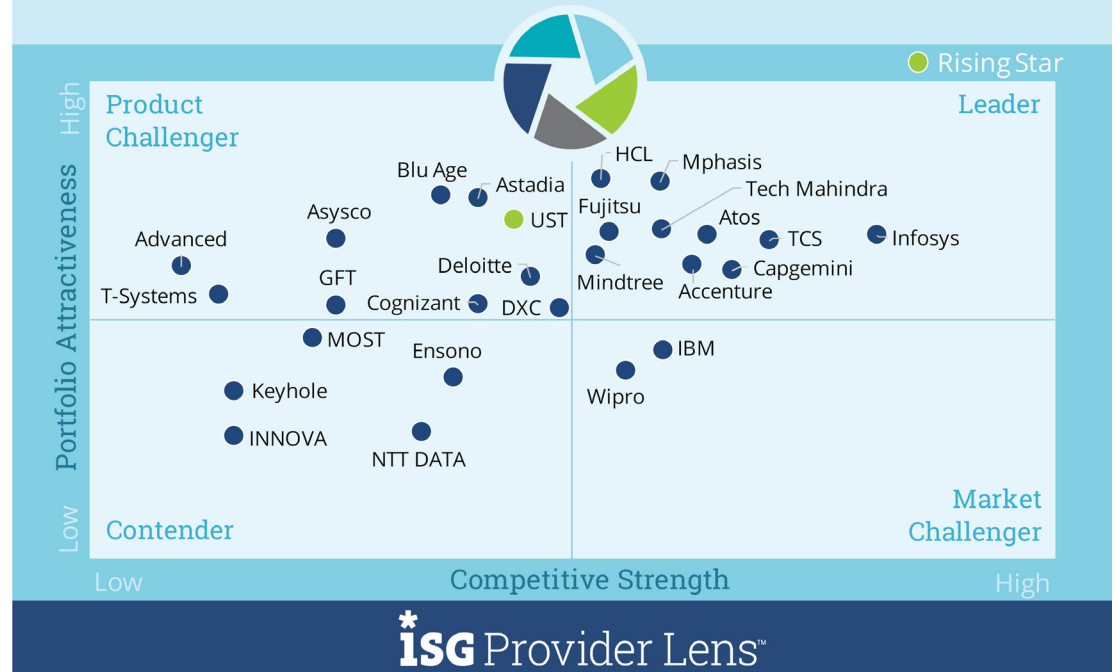 Rising Star
High
Product
Challenger
Leader
HCL
Mphasis
Blu Age
Astadia
Tech Mahindra
Fujitsu
Asysco
UST
Atos
Advanced
TCS
Infosys
Deloitte
Capgemini
GFT
Mindtree
T-Systems
Accenture
Cognizant
DXC
MOST
Ensono
IBM
Keyhole
Wipro
INNOVA
NTT DATA
Portfolio Attractiveness
Low
Contender
Market
Challenger
Low
Competitive Strength
High
iSG Provider Lens™